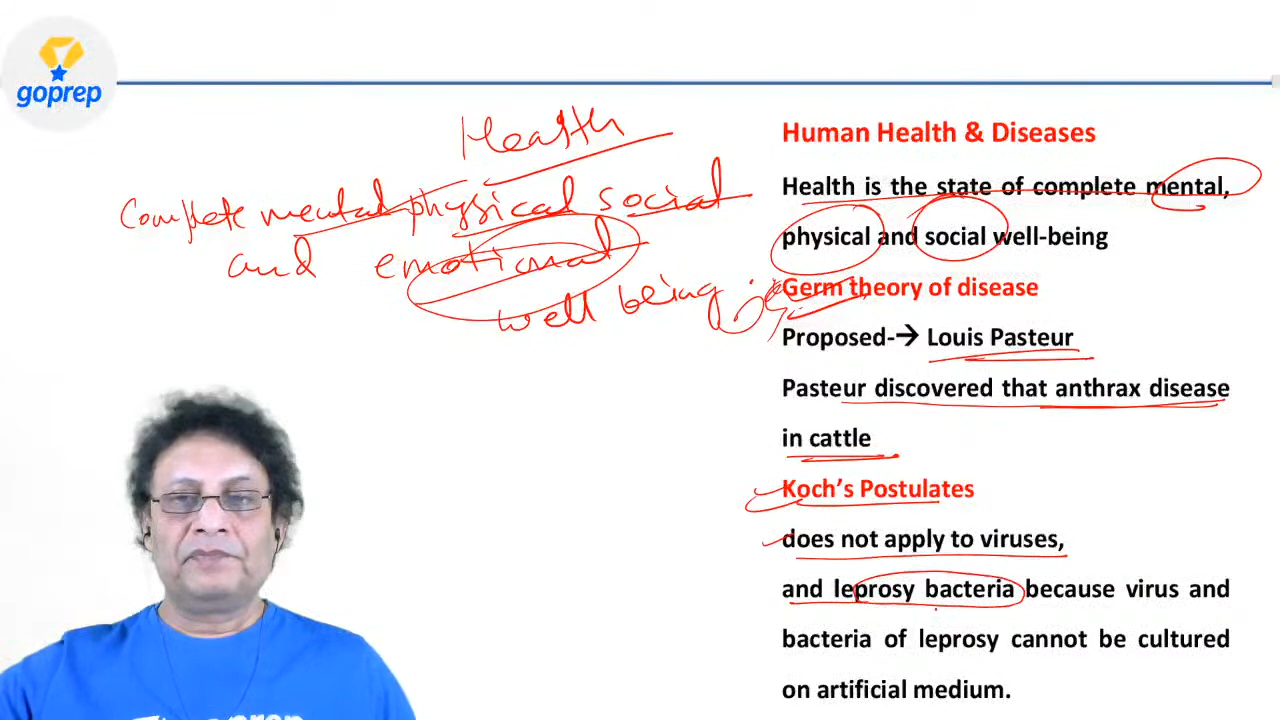 goprep
Health
Complete mental physical social
and emotional
well being
Human Health & Diseases
Health is the state of complete mental,
physical and social well-being
Germ theory of disease
Proposed-→ Louis Pasteur
Pasteur discovered that anthrax disease
in cattle
Koch's Postulates
does not apply to viruses,
and leprosy bacteria because virus and
bacteria of leprosy cannot be cultured
on artificial medium.